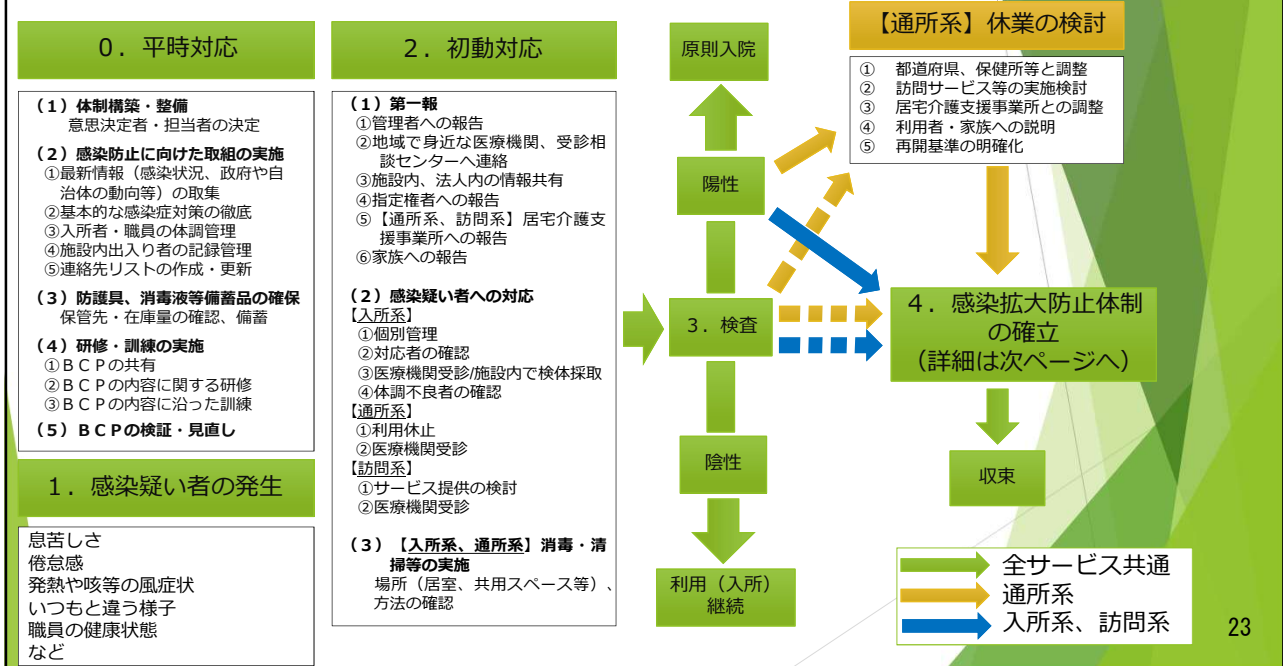 0．平時対応
（1）体制構築・整備
意思決定者・担当者の決定
（2）感染防止に向けた取組の実施
①最新情報（感染状況、政府や自
治体の動向等）の取集
②基本的な感染症対策の徹底
③入所者・職員の体調管理
④施設内出入り者の記録管理
⑤連絡先リストの作成・更新
（3）防護具、消毒液等備蓄品の確保
保管先・在庫量の確認、備蓄
（4）研修・訓練の実施
①ＢＣＰの共有
②ＢＣＰの内容に関する研修
③ＢＣＰの内容に沿った訓練
（5）ＢＣＰの検証・見直し
1．感染疑い者の発生
息苦しさ
倦怠感
発熱や咳等の風症状
いつもと違う様子
職員の健康状態
など
2．初動対応
（1）第一報
①管理者への報告
②地域で身近な医療機関、受診相
談センターへ連絡
③施設内、法人内の情報共有
④指定権者への報告
⑤【通所系、訪問系】居宅介護支
援事業所への報告
⑥家族への報告
（2）感染疑い者への対応
【入所系】
①個別管理
②対応者の確認
③医療機関受診/施設内で検体採取
④体調不良者の確認
【通所系】
①利用休止
②医療機関受診
【訪問系】
①サービス提供の検討
②医療機関受診
（3）【入所系、通所系】消毒・清
掃等の実施
場所（居室、共用スペース等）、
方法の確認
原則入院
陽性
3．検査
陰性
利用（入所）
継続
【通所系】休業の検討
① 都道府県、保健所等と調整
② 訪問サービス等の実施検討
③ 居宅介護支援事業所との調整
④ 利用者・家族への説明
⑤ 再開基準の明確化
4．感染拡大防止体制
の確立
（詳細は次ページへ）
収束
全サービス共通
通所系
入所系、訪問系
23